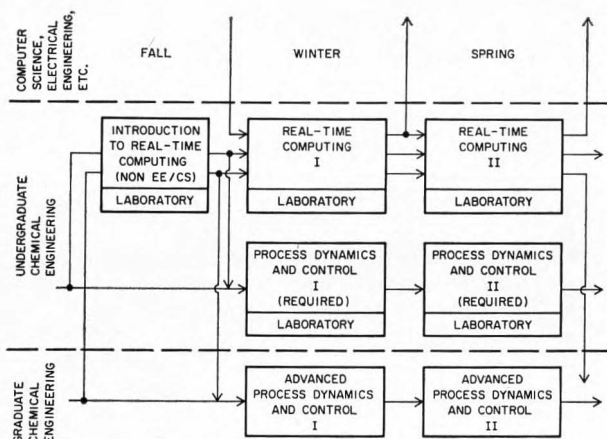 COMPUTER
SCIENCE,
ELECTRICAL
ENGINEERING,
ETC.
FALL
WINTER
SPRING
UNDERGRADUATE
CHEMICAL
ENGINEERING
INTRODUCTION
TO REAL-TIME
COMPUTING
(NON EE/CS)
LABORATORY
REAL-TIME
COMPUTING
I
LABORATORY
REAL-TIME
COMPUTING
II
LABORATORY
PROCESS DYNAMICS
AND CONTROL
I
(REQUIRED)
LABORATORY
PROCESS DYNAMICS
AND CONTROL
II
(REQUIRED)
LABORATORY
GRADUATE
CHEMICAL
ENGINEERING
ADVANCED
PROCESS DYNAMICS
AND CONTROL
I
ADVANCED
PROCESS DYNAMICS
AND CONTROL
II